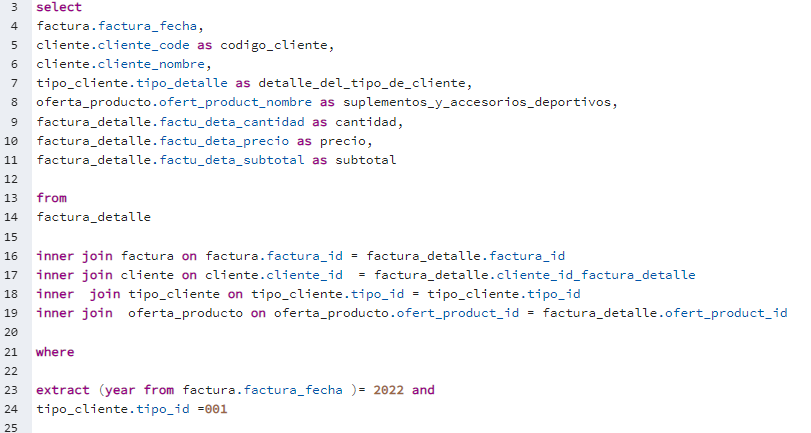 3 select
4 factura.factura_fecha,
5 cliente.cliente_code as codigo_cliente,
6 cliente.cliente_nombre,
7 tipo_cliente.tipo_detalle as detalle_del_tipo_de_cliente,
8 oferta_producto.ofert_product_nombre as suplementos_y_accesorios_deportivos,
9 factura_detalle.factu_deta_cantidad as cantidad,
10 factura_detalle.factu_deta_precio as precio,
11 factura_detalle.factu_deta_subtotal as subtotal
12
13 from
14 factura_detalle
15
16 inner join factura on factura.factura_id = factura_detalle.factura_id
17 inner join cliente on cliente.cliente_id  = factura_detalle.cliente_id_factura_detalle
18 inner  join tipo_cliente on tipo_cliente.tipo_id = tipo_cliente.tipo_id
19 inner join  oferta_producto on oferta_producto.ofert_product_id = factura_detalle.ofert_product_id
20
21 where
22
23 extract (year from factura.factura_fecha )= 2022 and
24 tipo_cliente.tipo_id =001
25